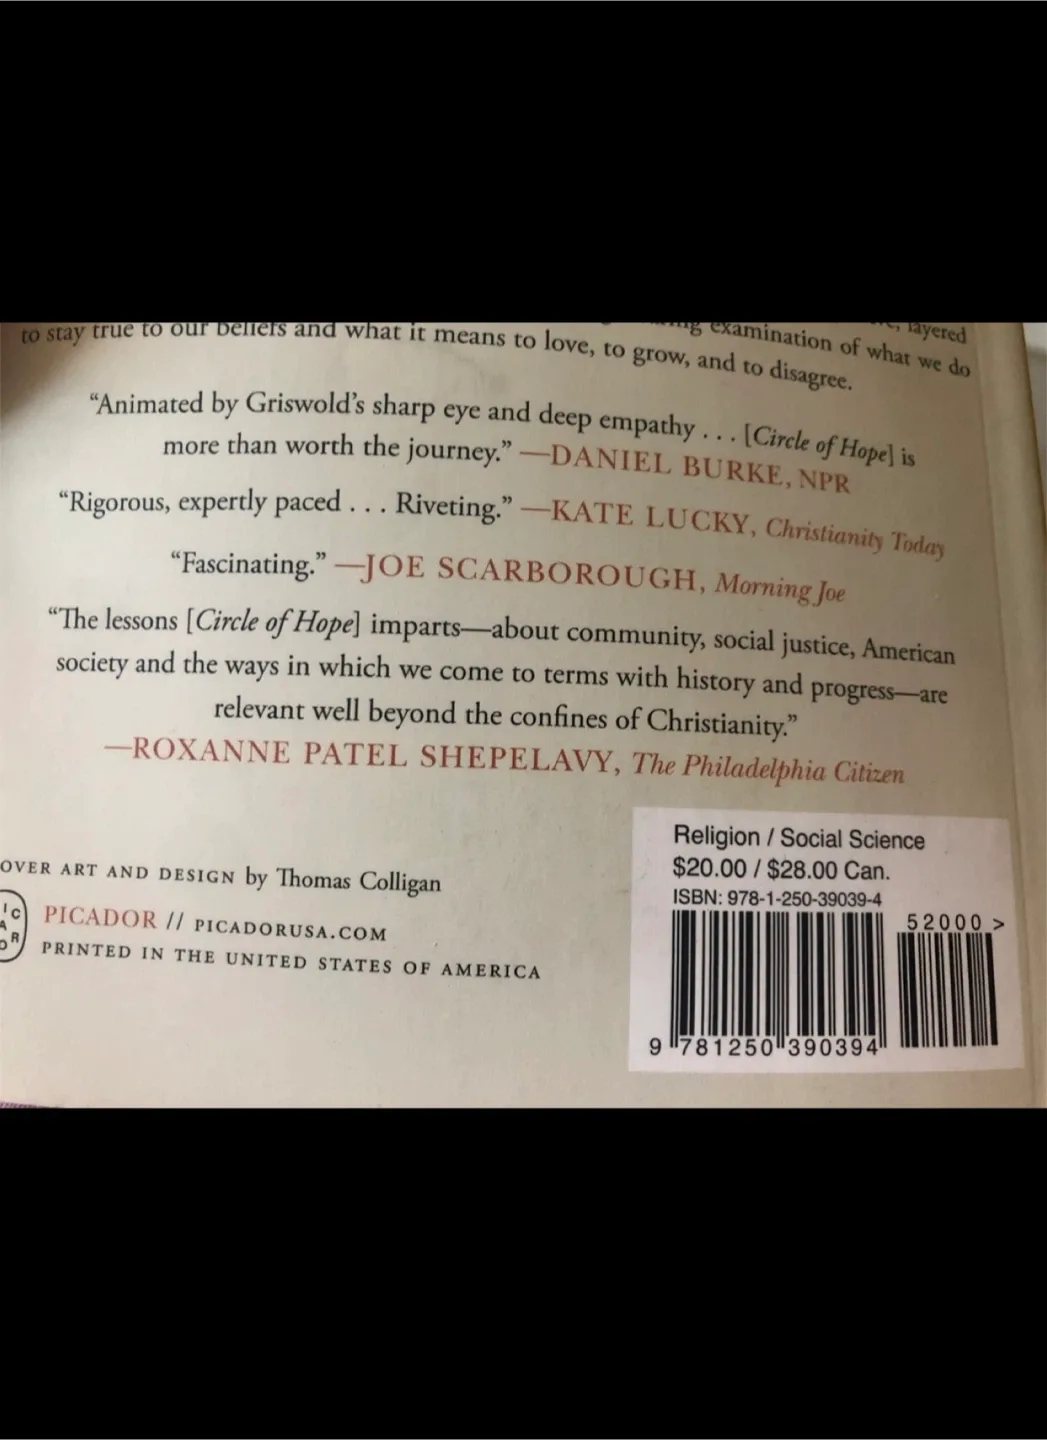 examination of what we do
layered
to stay true to our beliefs and what it means to love, to grow, and to disagree.
“Animated by Griswold’s sharp eye and deep empathy . . . [Circle of Hope] is
more than worth the journey.” —DANIEL BURKE, NPR
“Rigorous, expertly paced . . . Riveting.” —KATE LUCKY, Christianity Today
“Fascinating.” —JOE SCARBOROUGH, Morning Joe
“The lessons [Circle of Hope] imparts—about community, social justice, American
society and the ways in which we come to terms with history and progress—are
relevant well beyond the confines of Christianity.”
—ROXANNE PATEL SHEPELAVY, The Philadelphia Citizen
OVER ART AND DESIGN by Thomas Colligan
PICADOR // PICADORUSA.COM
PRINTED IN THE UNITED STATES OF AMERICA
Religion / Social Science
$20.00 / $28.00 Can.
ISBN: 978-1-250-39039-4
52000 >
9 781250 390394